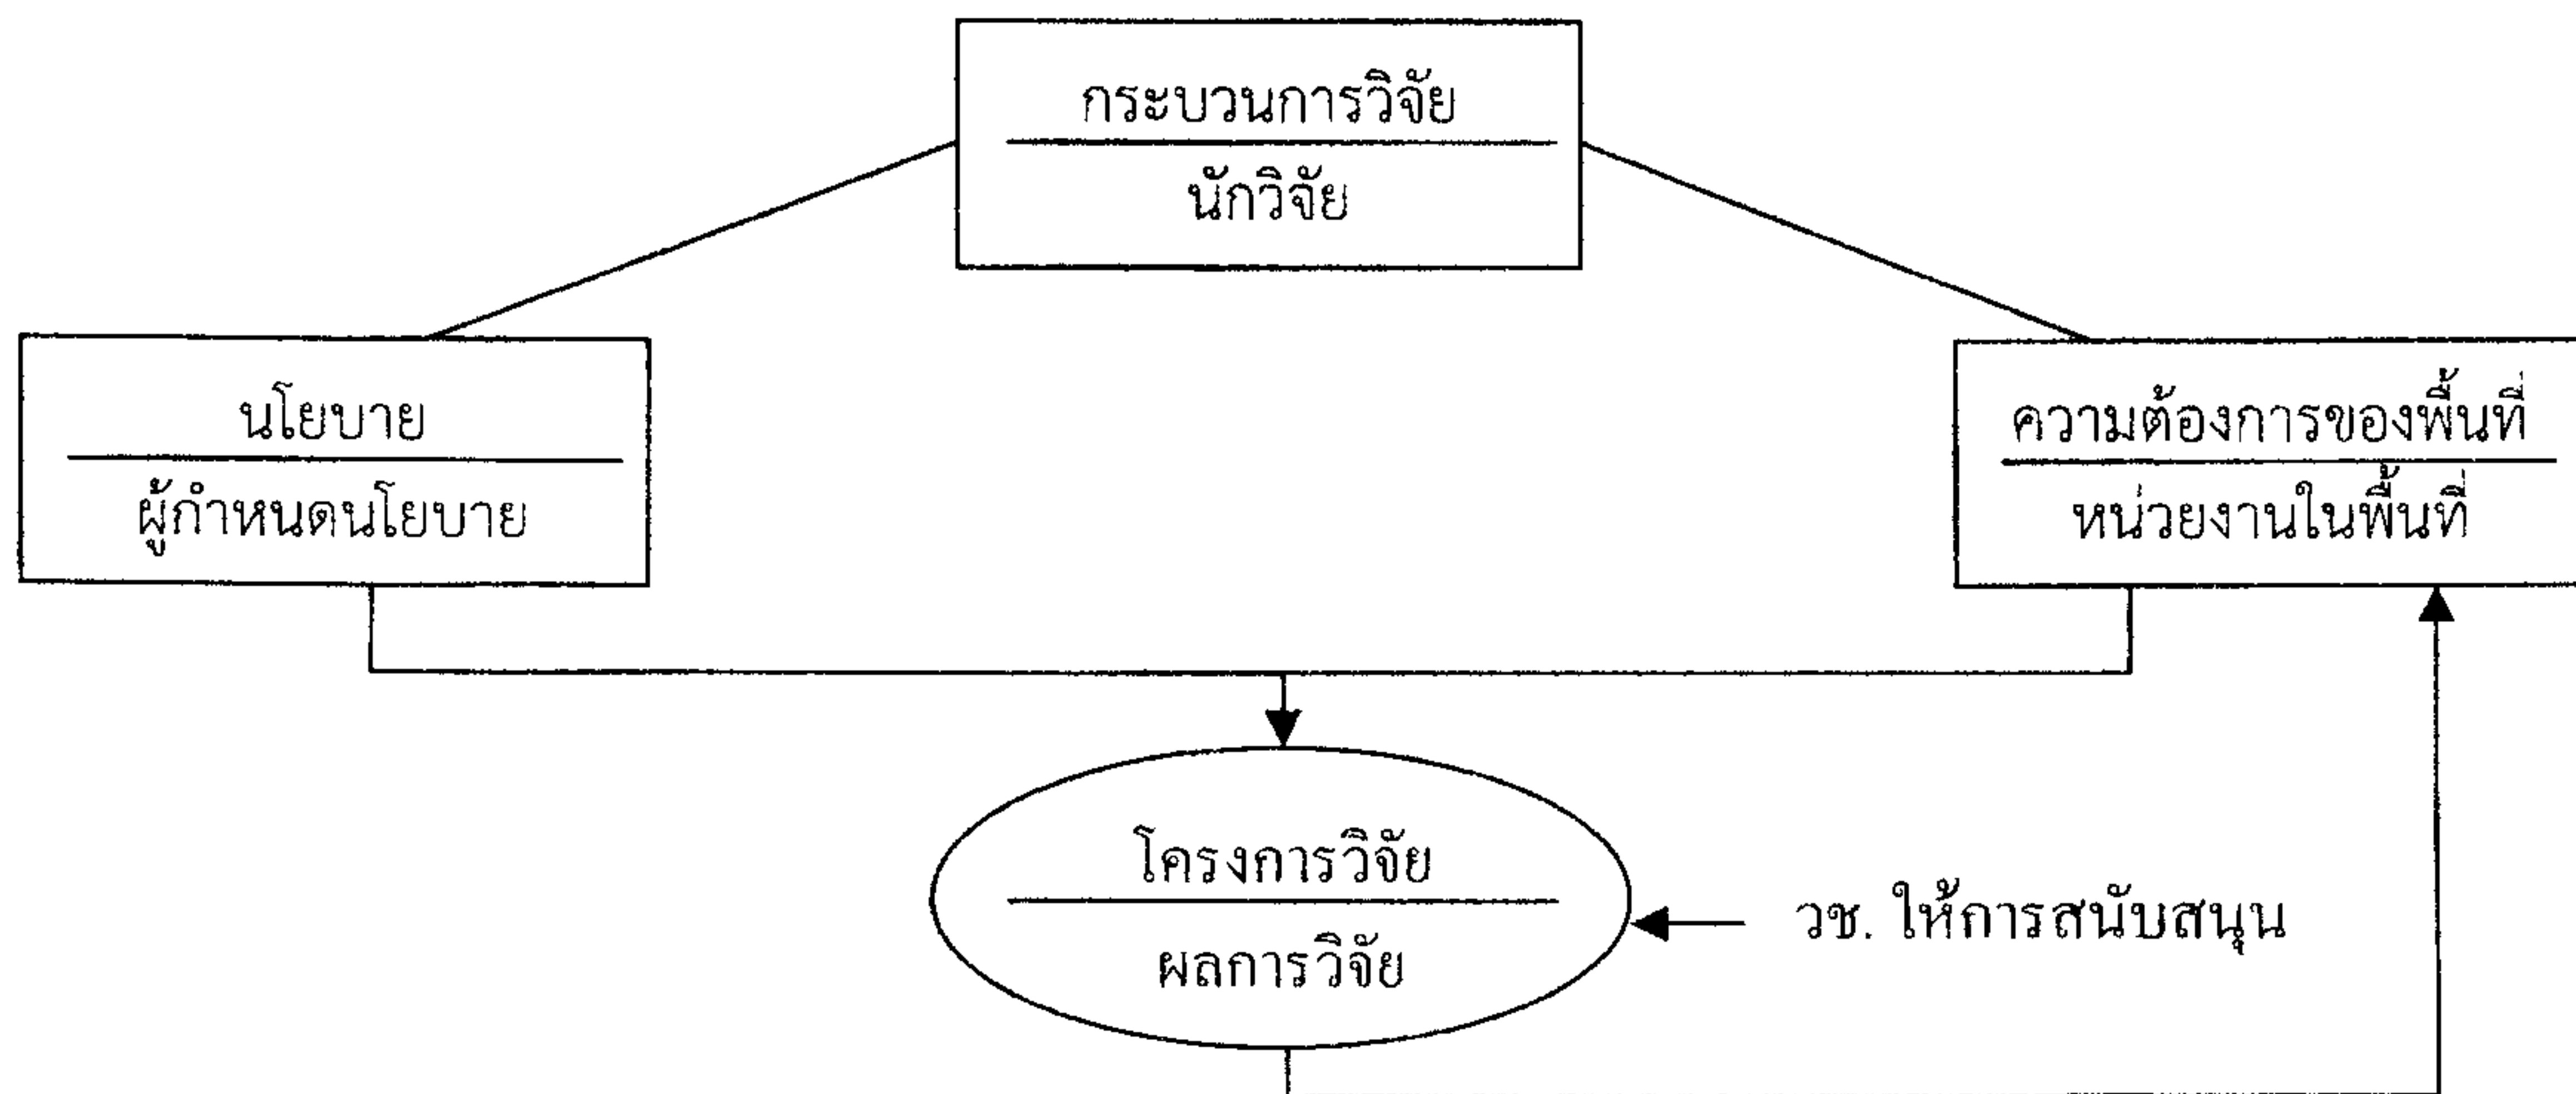 กระบวนการวิจัย
นักวิจัย
นโยบาย
ผู้กำหนดนโยบาย
ความต้องการของพื้นที่
หน่วยงานในพื้นที่
โครงการวิจัย
ผลการวิจัย
วช. ให้การสนับสนุน